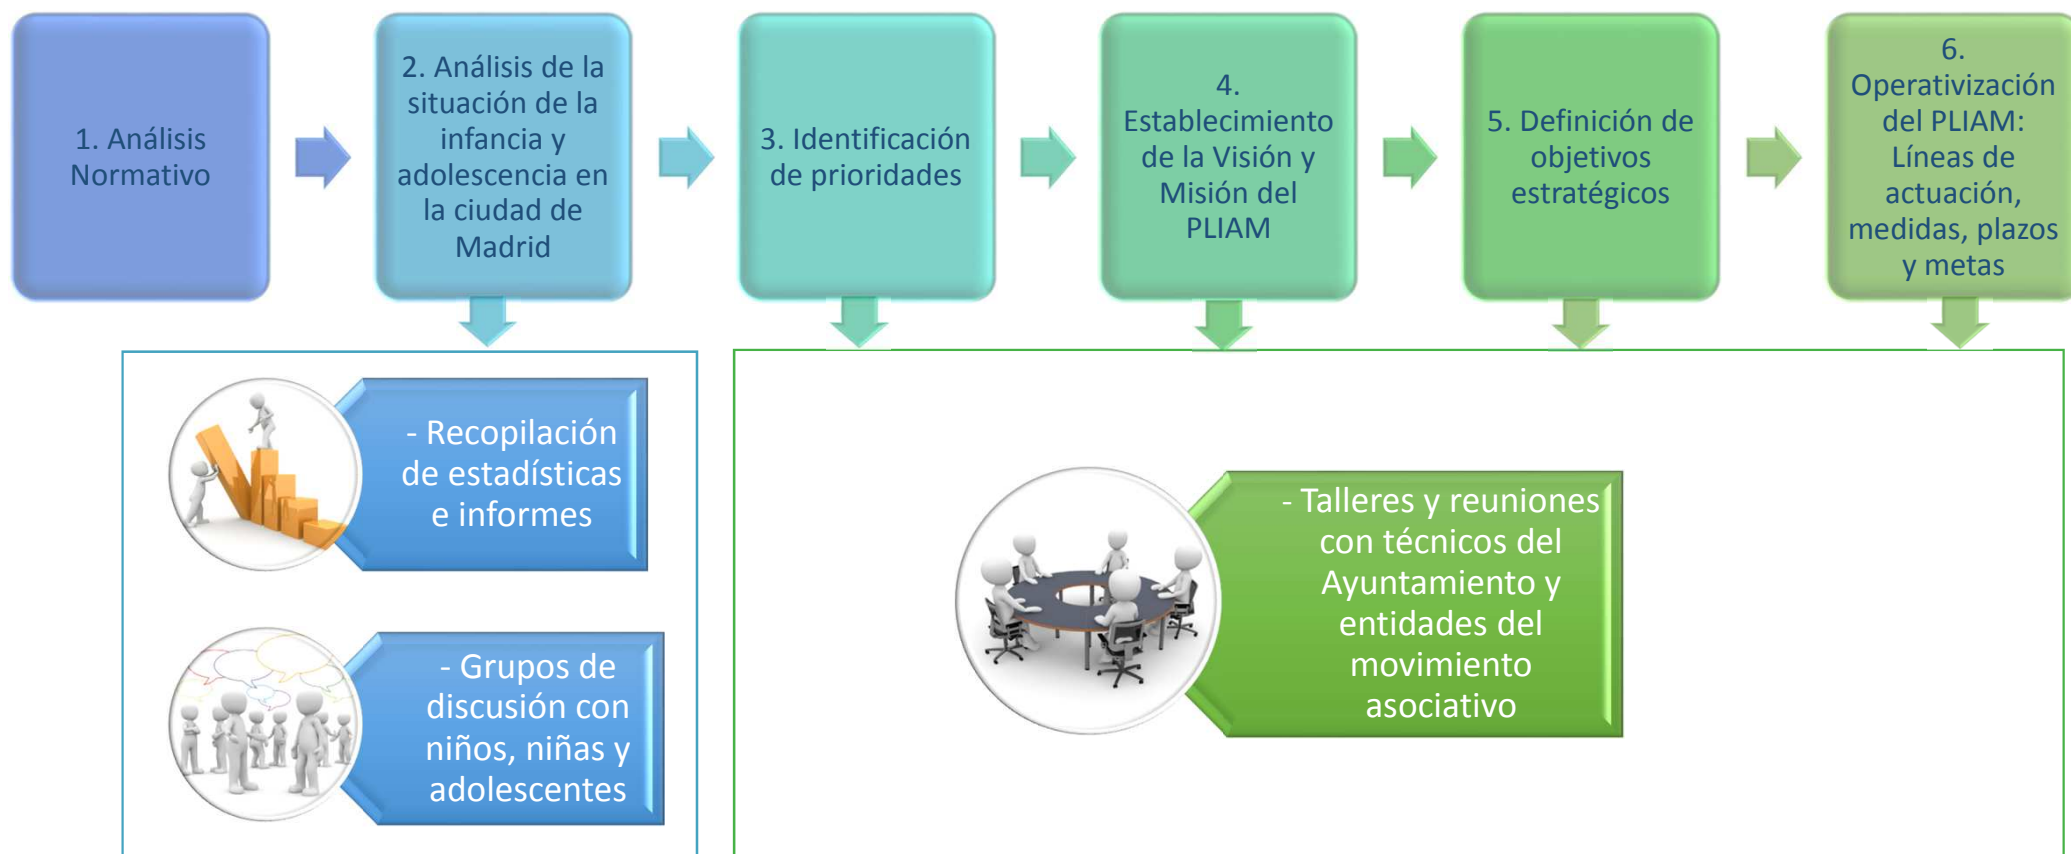 1. Análisis
Normativo
2. Análisis de la
situación de la
infancia y
adolescencia en
la ciudad de
Madrid
3. Identificación
de prioridades
4.
Establecimiento
de la Visión y
Misión del
PLIAM
5. Definición de
objetivos
estratégicos
6.
Operativización
del PLIAM:
Líneas de
actuación,
medidas, plazos
y metas
- Recopilación
de estadísticas
e informes
- Grupos de
discusión con
niños, niñas y
adolescentes
- Talleres y reuniones
con técnicos del
Ayuntamiento y
entidades del
movimiento
asociativo